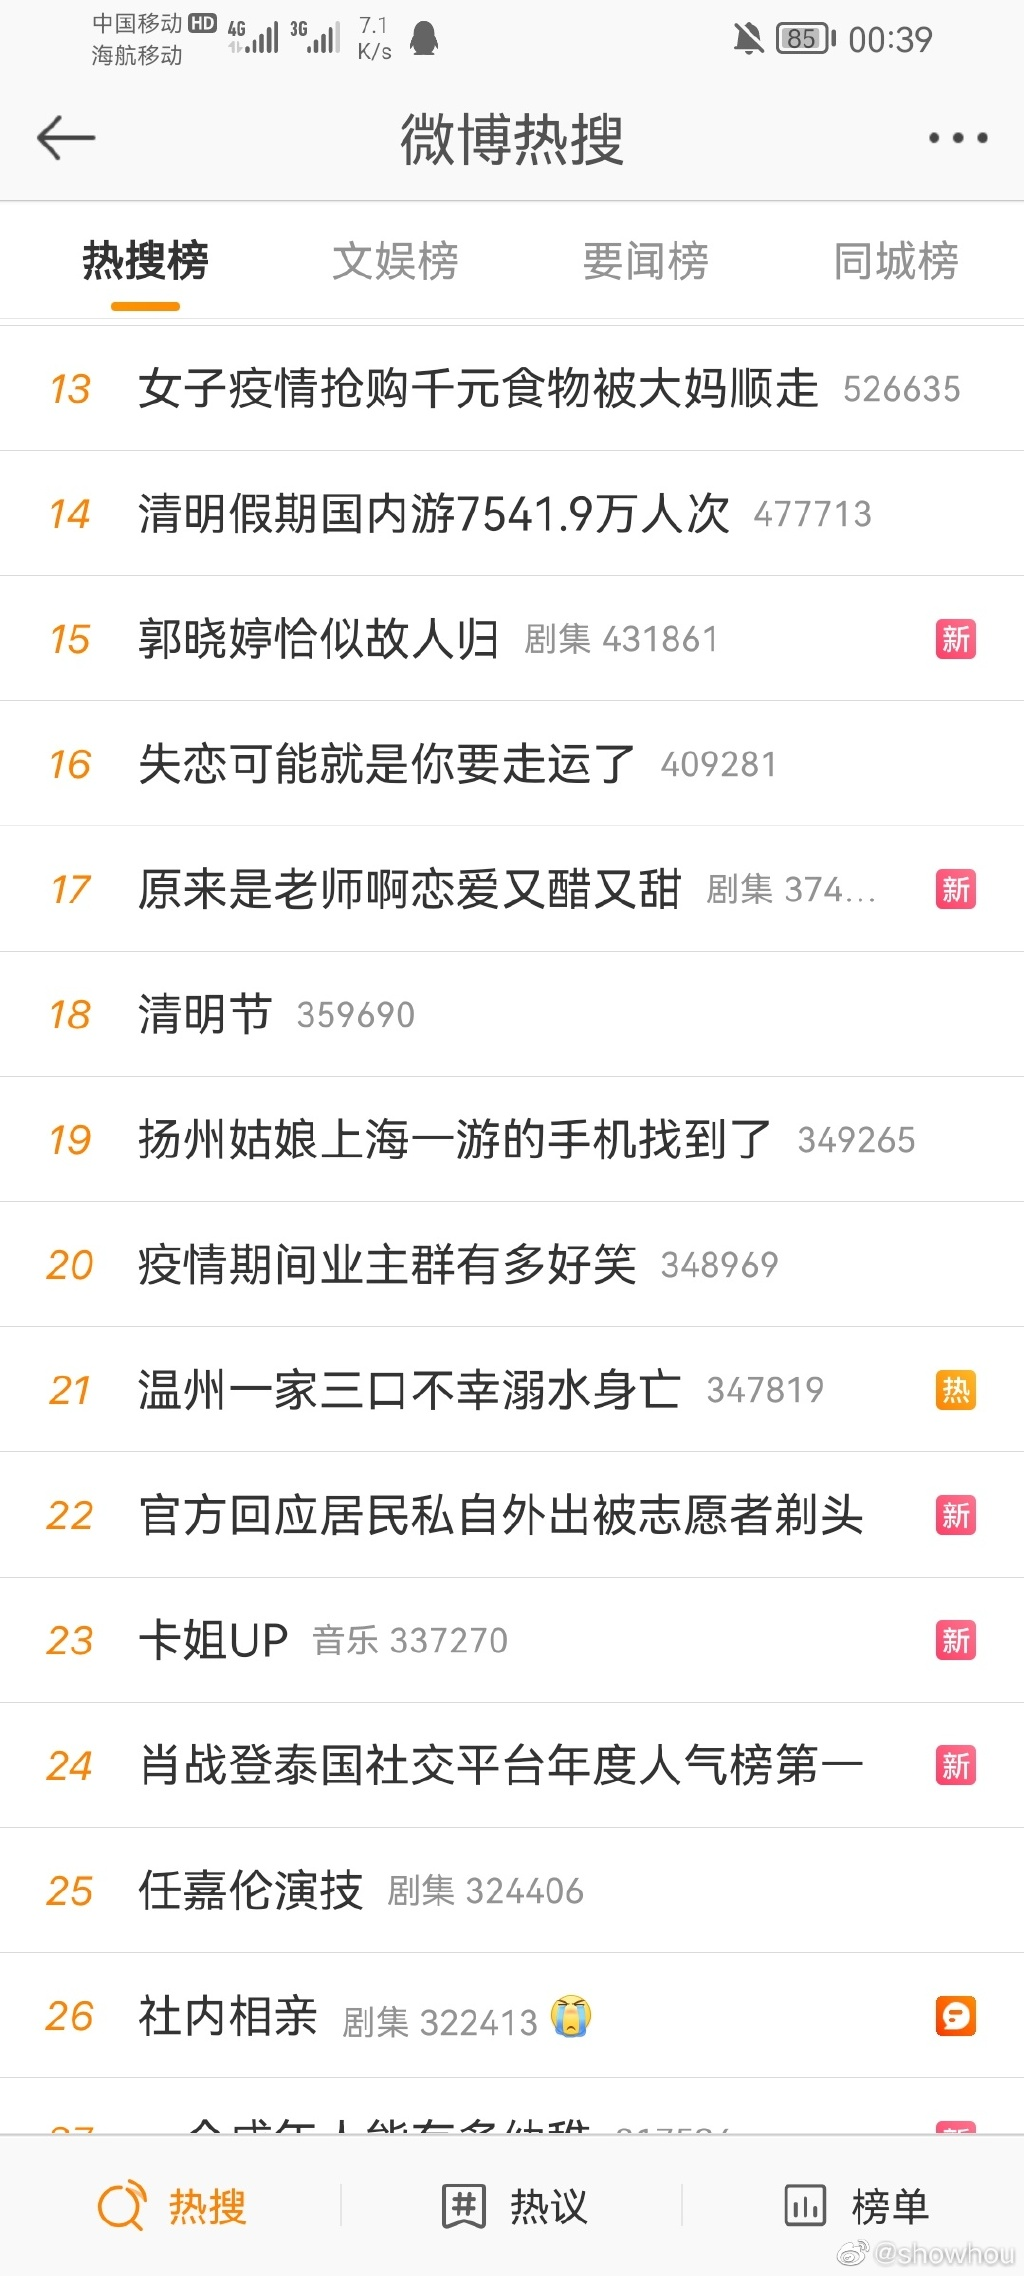 中国移动 HD 4G 3G 7.1 K/s 85 00:39
海航移动
微博热搜
热搜榜 文娱榜 要闻榜 同城榜
13 女子疫情抢购千元食物被大妈顺走 526635
14 清明假期国内游7541.9万人次 477713
15 郭晓婷恰似故人归 剧集 431861 新
16 失恋可能就是你要走运了 409281
17 原来是老师啊恋爱又醋又甜 剧集 374... 新
18 清明节 359690
19 扬州姑娘上海一游的手机找到了 349265
20 疫情期间业主群有多好笑 348969
21 温州一家三口不幸溺水身亡 347819 热
22 官方回应居民私自外出被志愿者剃头 新
23 卡姐UP 音乐 337270 新
24 肖战登泰国社交平台年度人气榜第一 新
25 任嘉伦演技 剧集 324406
26 社内相亲 剧集 322413
热搜 热议 榜单
@showhou